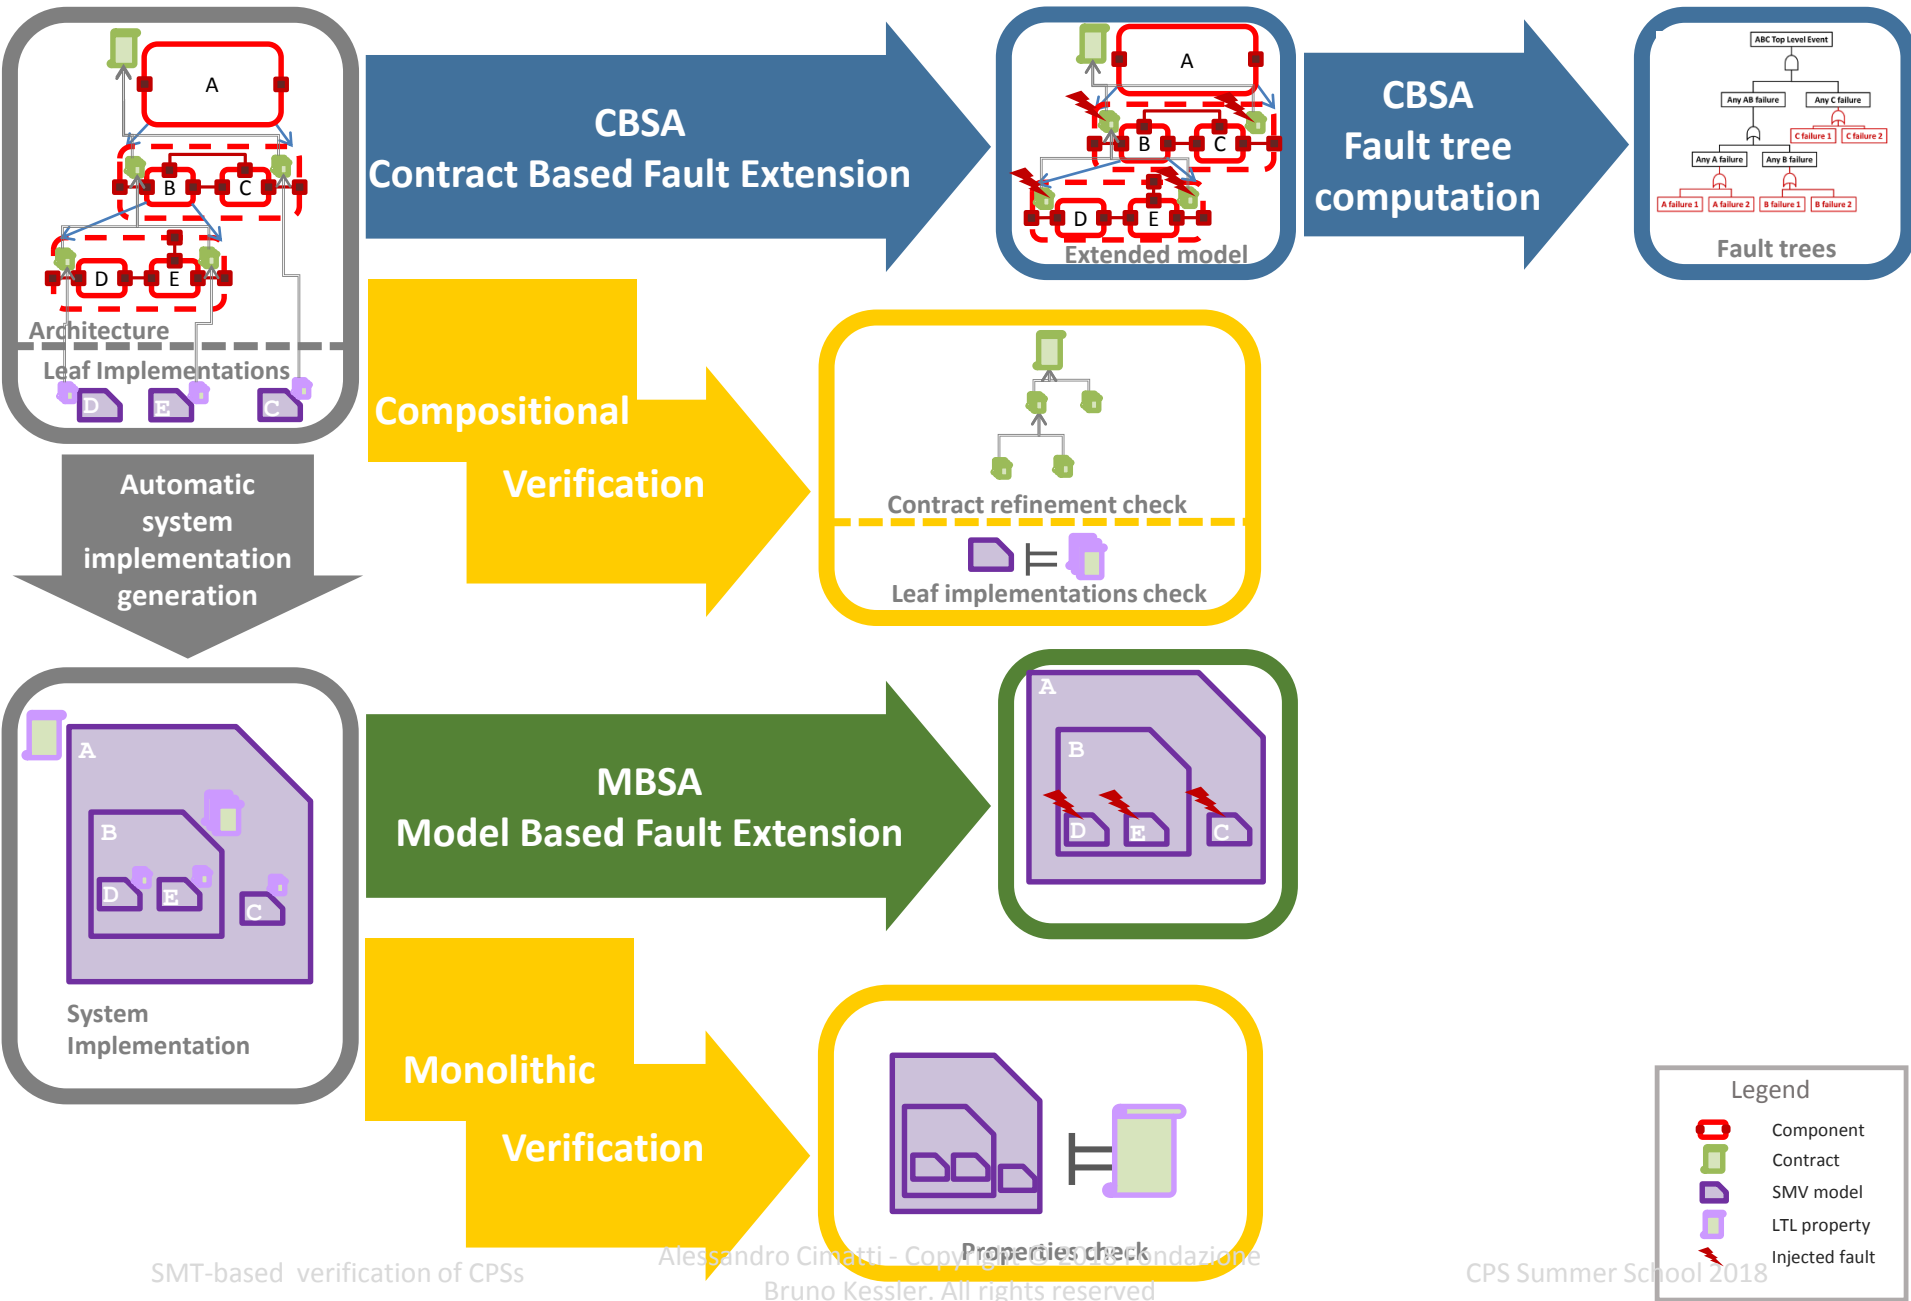 A
B
C
D
E
Architecture
Leaf Implementations
D
E
C
CBSA
Contract Based Fault Extension
A
B
C
D
E
Extended model
CBSA
Fault tree
computation
ABC Top Level Event
Any AB failure
Any C failure
C failure 1
C failure 2
Any A failure
Any B failure
A failure 1
A failure 2
B failure 1
B failure 2
Fault trees
Compositional
Verification
Contract refinement check
Leaf implementations check
Automatic
system
implementation
generation
A
B
D
E
C
System
Implementation
MBSA
Model Based Fault Extension
A
B
D
E
C
Monolithic
Verification
Properties check
Legend
Component
Contract
SMV model
LTL property
Injected fault
SMT-based verification of CPSs
Alessandro Cimatti - Copyright © 2018 Fondazione
Bruno Kessler. All rights reserved
CPS Summer School 2018